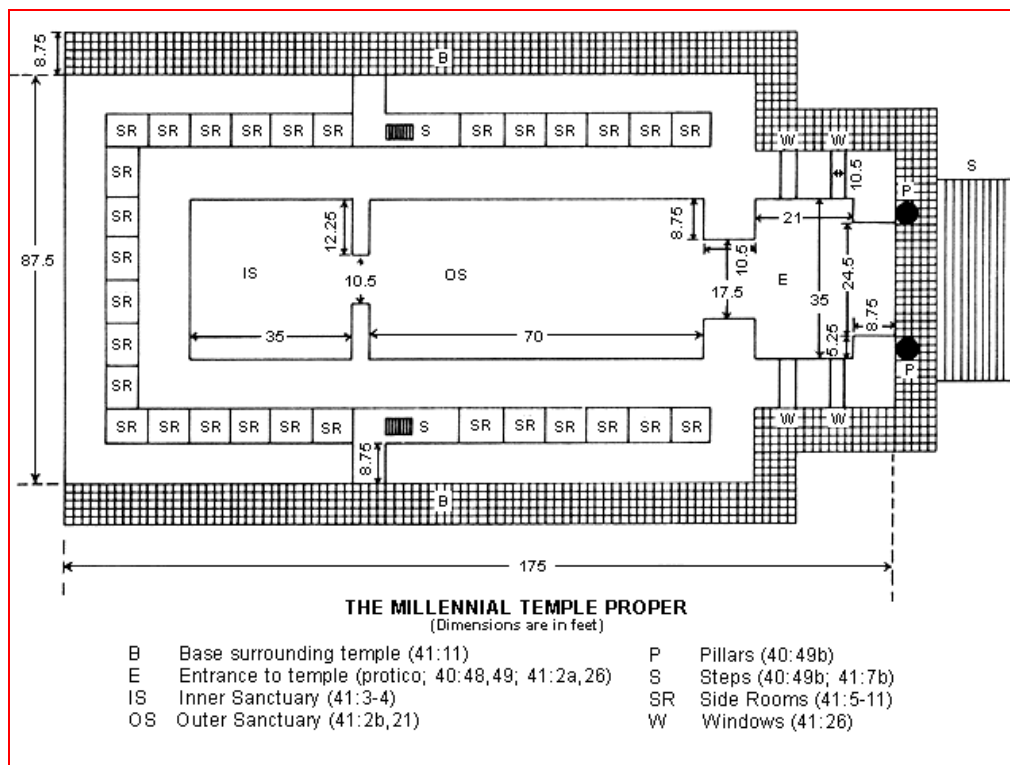 8.75
B
S
SR SR SR SR SR SR S SR SR SR SR SR SR
W W
P
10.5
SR
SR
SR
SR
SR
SR
87.5
12.25
8.75
21
10.5
IS
10.5
OS
17.5
E
35
24.5
8.75
5.25
35
70
P
SR SR SR SR SR SR S SR SR SR SR SR SR
W W
8.75
B
175
THE MILLENNIAL TEMPLE PROPER
(Dimensions are in feet)
B Base surrounding temple (41:11)
E Entrance to temple (protico; 40:48,49; 41:2a,26)
IS Inner Sanctuary (41:3-4)
OS Outer Sanctuary (41:2b,21)
P Pillars (40:49b)
S Steps (40:49b; 41:7b)
SR Side Rooms (41:5-11)
W Windows (41:26)